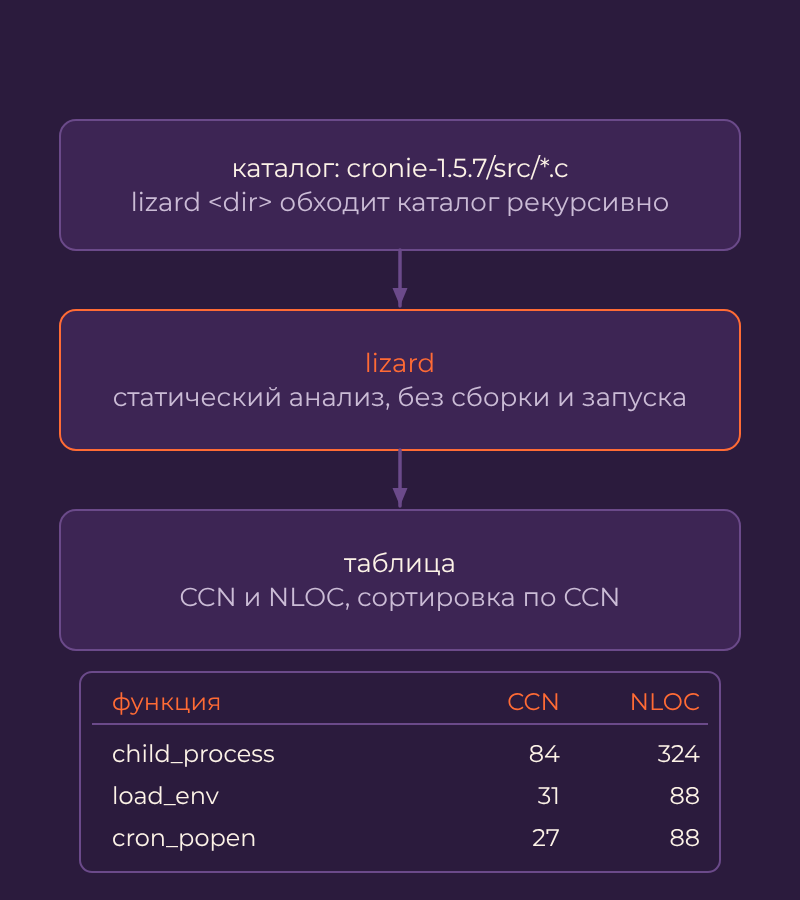 каталог: cronie-1.5.7/src/*.c
lizard <dir> обходит каталог рекурсивно
lizard
статический анализ, без сборки и запуска
таблица
CCN и NLOC, сортировка по CCN
функция CCN NLOC
child_process 84 324
load_env 31 88
cron_popen 27 88